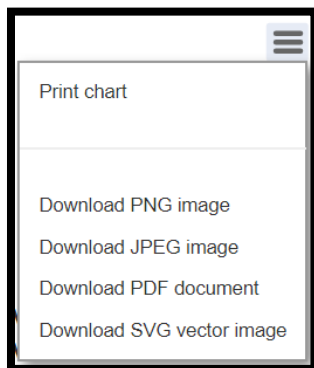 Print chart
Download PNG image
Download JPEG image
Download PDF document
Download SVG vector image